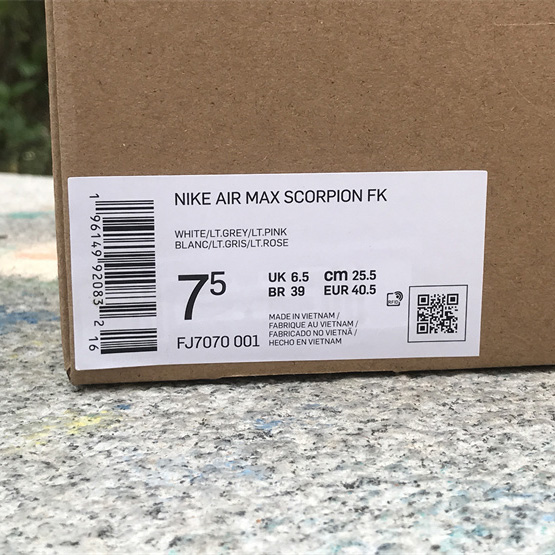 NIKE AIR MAX SCORPION FK
WHITE/LT.GREY/LT.PINK
BLANC/LT.GRIS/LT.ROSE
7⁵
UK 6.5 cm 25.5
BR 39 EUR 40.5
FJ7070 001
MADE IN VIETNAM /
FABRIQUE AU VIETNAM /
FABRICADO NO VIETNÃ /
HECHO EN VIETNAM
RFID
1 96149 92083 2 16